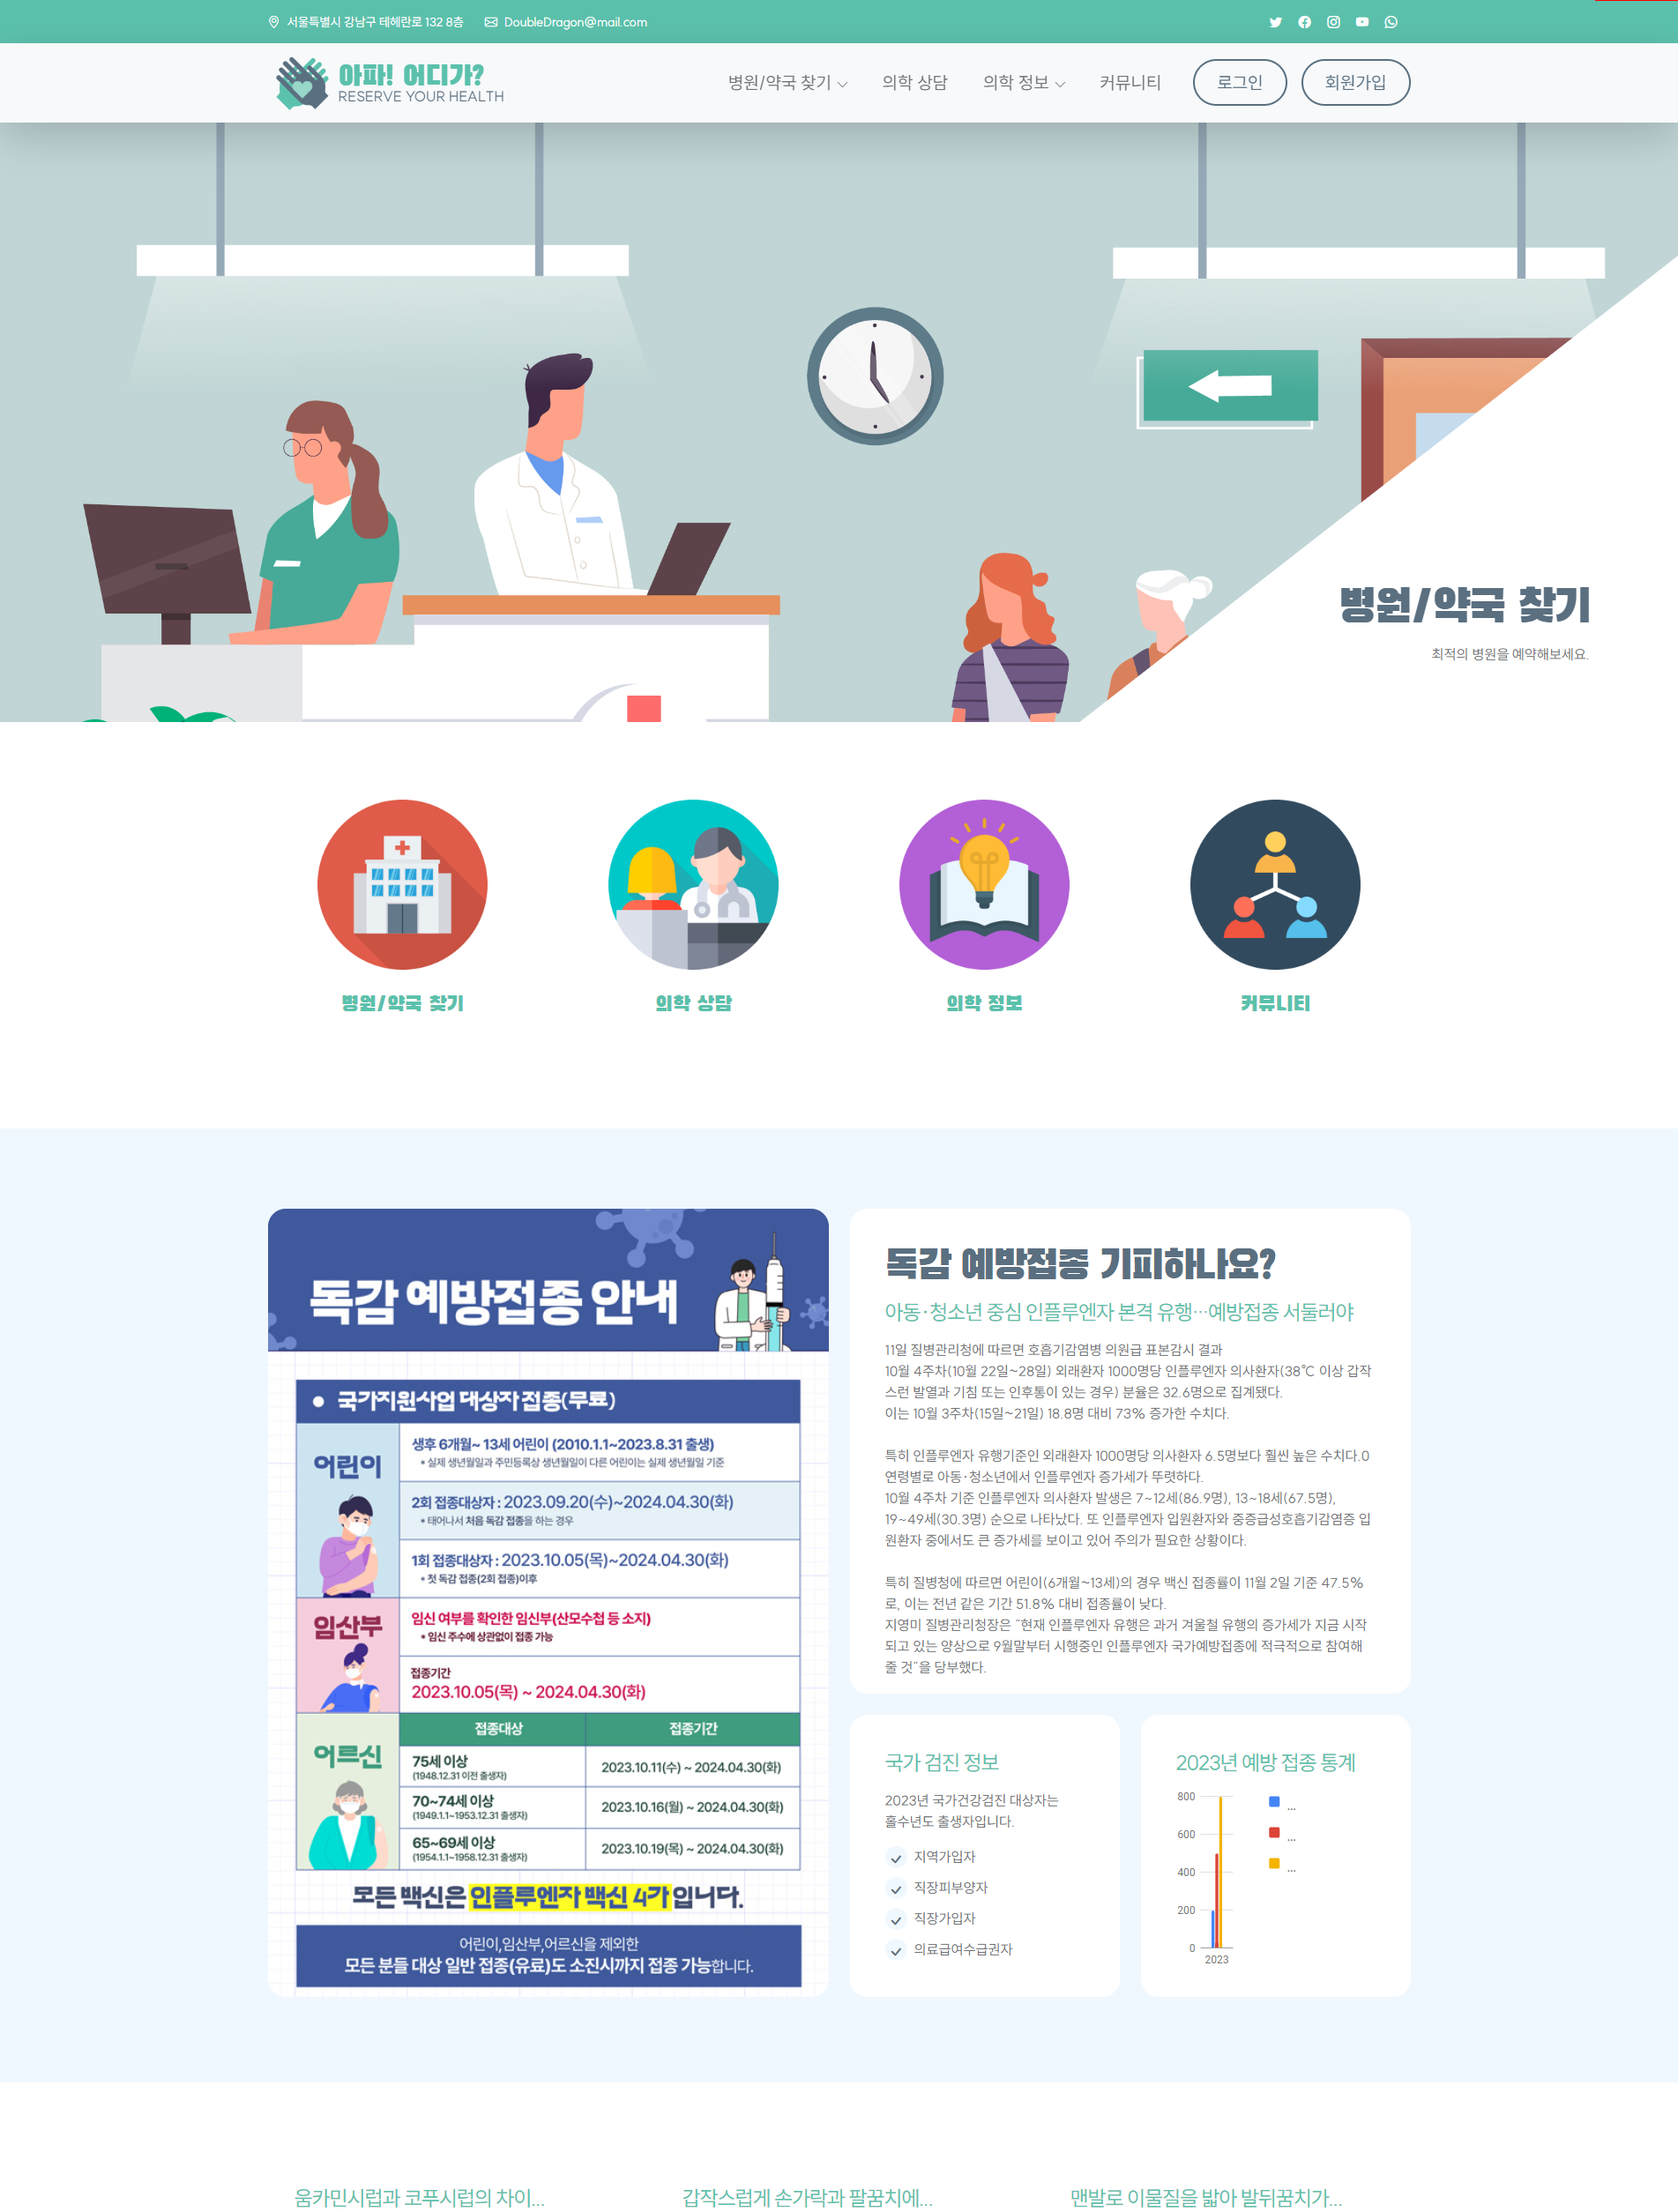 서울특별시 강남구 테헤란로 132 8층 DoubleDragon@mail.com
아파! 어디가?
RESERVE YOUR HEALTH
병원/약국 찾기 의학 상담 의학 정보 커뮤니티 로그인 회원가입
병원/약국 찾기
최적의 병원을 예약해보세요.
병원/약국 찾기 의학 상담 의학 정보 커뮤니티
독감 예방접종 안내
국가지원사업 대상자 접종(무료)
어린이
생후 6개월~ 13세 어린이 (2010.1.1~2023.8.31 출생)
• 실제 생년월일과 주민등록상 생년월일이 다른 어린이는 실제 생년월일 기준
2회 접종대상자 : 2023.09.20(수)~2024.04.30(화)
• 태어나서 처음 독감 접종을 하는 경우
1회 접종대상자 : 2023.10.05(목)~2024.04.30(화)
• 첫 독감 접종(2회 접종)이후
임산부
임신 여부를 확인한 임신부(산모수첩 등 소지)
• 임신 주수에 상관없이 접종 가능
접종기간
2023.10.05(목) ~ 2024.04.30(화)
어르신
접종대상 접종기간
75세 이상
(1948.12.31 이전 출생자)
2023.10.11(수) ~ 2024.04.30(화)
70~74세 이상
(1949.1.1~1953.12.31 출생자)
2023.10.16(월) ~ 2024.04.30(화)
65~69세 이상
(1954.1.1~1958.12.31 출생자)
2023.10.19(목) ~ 2024.04.30(화)
모든 백신은 인플루엔자 백신 4가 입니다.
어린이,임산부,어르신을 제외한
모든 분들 대상 일반 접종(유료)도 소진시까지 접종 가능합니다.
독감 예방접종 기피하나요?
아동·청소년 중심 인플루엔자 본격 유행…예방접종 서둘러야
11일 질병관리청에 따르면 호흡기감염병 의원급 표본감시 결과
10월 4주차(10월 22일~28일) 외래환자 1000명당 인플루엔자 의사환자(38℃ 이상 갑작
스런 발열과 기침 또는 인후통이 있는 경우) 분율은 32.6명으로 집계됐다.
이는 10월 3주차(15일~21일) 18.8명 대비 73% 증가한 수치다.
특히 인플루엔자 유행기준인 외래환자 1000명당 의사환자 6.5명보다 훨씬 높은 수치다.0
연령별로 아동·청소년에서 인플루엔자 증가세가 뚜렷하다.
10월 4주차 기준 인플루엔자 의사환자 발생은 7~12세(86.9명), 13~18세(67.5명),
19~49세(30.3명) 순으로 나타났다. 또 인플루엔자 입원환자와 중증급성호흡기감염증 입
원환자 중에서도 큰 증가세를 보이고 있어 주의가 필요한 상황이다.
특히 질병청에 따르면 어린이(6개월~13세)의 경우 백신 접종률이 11월 2일 기준 47.5%
로, 이는 전년 같은 기간 51.8% 대비 접종률이 낮다.
지영미 질병관리청장은 "현재 인플루엔자 유행은 과거 겨울철 유행의 증가세가 지금 시작
되고 있는 양상으로 9월말부터 시행중인 인플루엔자 국가예방접종에 적극적으로 참여해
줄 것"을 당부했다.
국가 검진 정보
2023년 국가건강검진 대상자는
홀수년도 출생자입니다.
지역가입자
직장피부양자
직장가입자
의료급여수급권자
2023년 예방 접종 통계
800
600
400
200
0
2023
...
...
...
움카민시럽과 코푸시럽의 차이... 갑작스럽게 손가락과 팔꿈치에... 맨발로 이물질을 밟아 발뒤꿈치가...